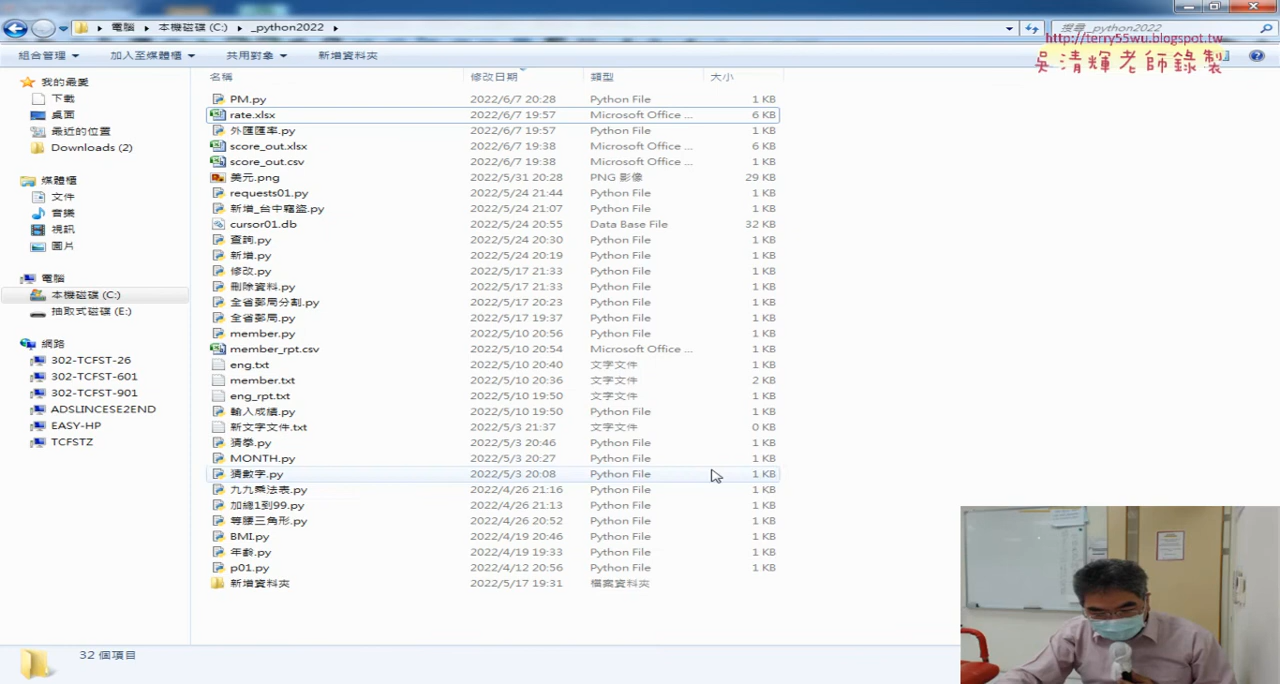 電腦 ▸ 本機磁碟 (C:) ▸ _python2022 ▸
搜尋 _python2022
http://terry55wu.blogspot.tw
吳清輝老師錄製
組合管理 加入至媒體櫃 共用對象 新增資料夾
名稱 修改日期 類型 大小
我的最愛
下載
桌面
最近的位置
Downloads (2)
媒體櫃
文件
音樂
視訊
圖片
電腦
本機磁碟 (C:)
抽取式磁碟 (E:)
網路
302-TCFST-26
302-TCFST-601
302-TCFST-901
ADSLINCESE2END
EASY-HP
TCFSTZ
PM.py 2022/6/7 20:28 Python File 1 KB
rate.xlsx 2022/6/7 19:57 Microsoft Office ... 6 KB
外匯匯率.py 2022/6/7 19:57 Python File 1 KB
score_out.xlsx 2022/6/7 19:38 Microsoft Office ... 6 KB
score_out.csv 2022/6/7 19:38 Microsoft Office ... 1 KB
美元.png 2022/5/31 20:28 PNG 影像 29 KB
requests01.py 2022/5/24 21:44 Python File 1 KB
新增_台中竊盜.py 2022/5/24 21:07 Python File 1 KB
cursor01.db 2022/5/24 20:55 Data Base File 32 KB
查詢.py 2022/5/24 20:30 Python File 1 KB
新增.py 2022/5/24 20:19 Python File 1 KB
修改.py 2022/5/17 21:33 Python File 1 KB
刪除資料.py 2022/5/17 21:33 Python File 1 KB
全省郵局分割.py 2022/5/17 20:23 Python File 1 KB
全省郵局.py 2022/5/17 19:37 Python File 1 KB
member.py 2022/5/10 20:56 Python File 1 KB
member_rpt.csv 2022/5/10 20:54 Microsoft Office ... 1 KB
eng.txt 2022/5/10 20:40 文字文件 1 KB
member.txt 2022/5/10 20:36 文字文件 2 KB
eng_rpt.txt 2022/5/10 19:50 文字文件 1 KB
輸入成績.py 2022/5/10 19:50 Python File 1 KB
新文字文件.txt 2022/5/3 21:37 文字文件 0 KB
猜拳.py 2022/5/3 20:46 Python File 1 KB
MONTH.py 2022/5/3 20:27 Python File 1 KB
猜數字.py 2022/5/3 20:08 Python File 1 KB
九九乘法表.py 2022/4/26 21:16 Python File 1 KB
加總1到99.py 2022/4/26 21:13 Python File 1 KB
等腰三角形.py 2022/4/26 20:52 Python File 1 KB
BMI.py 2022/4/19 20:46 Python File 1 KB
年齡.py 2022/4/19 19:33 Python File 1 KB
p01.py 2022/4/12 20:56 Python File 1 KB
新增資料夾 2022/5/17 19:31 檔案資料夾
32 個項目